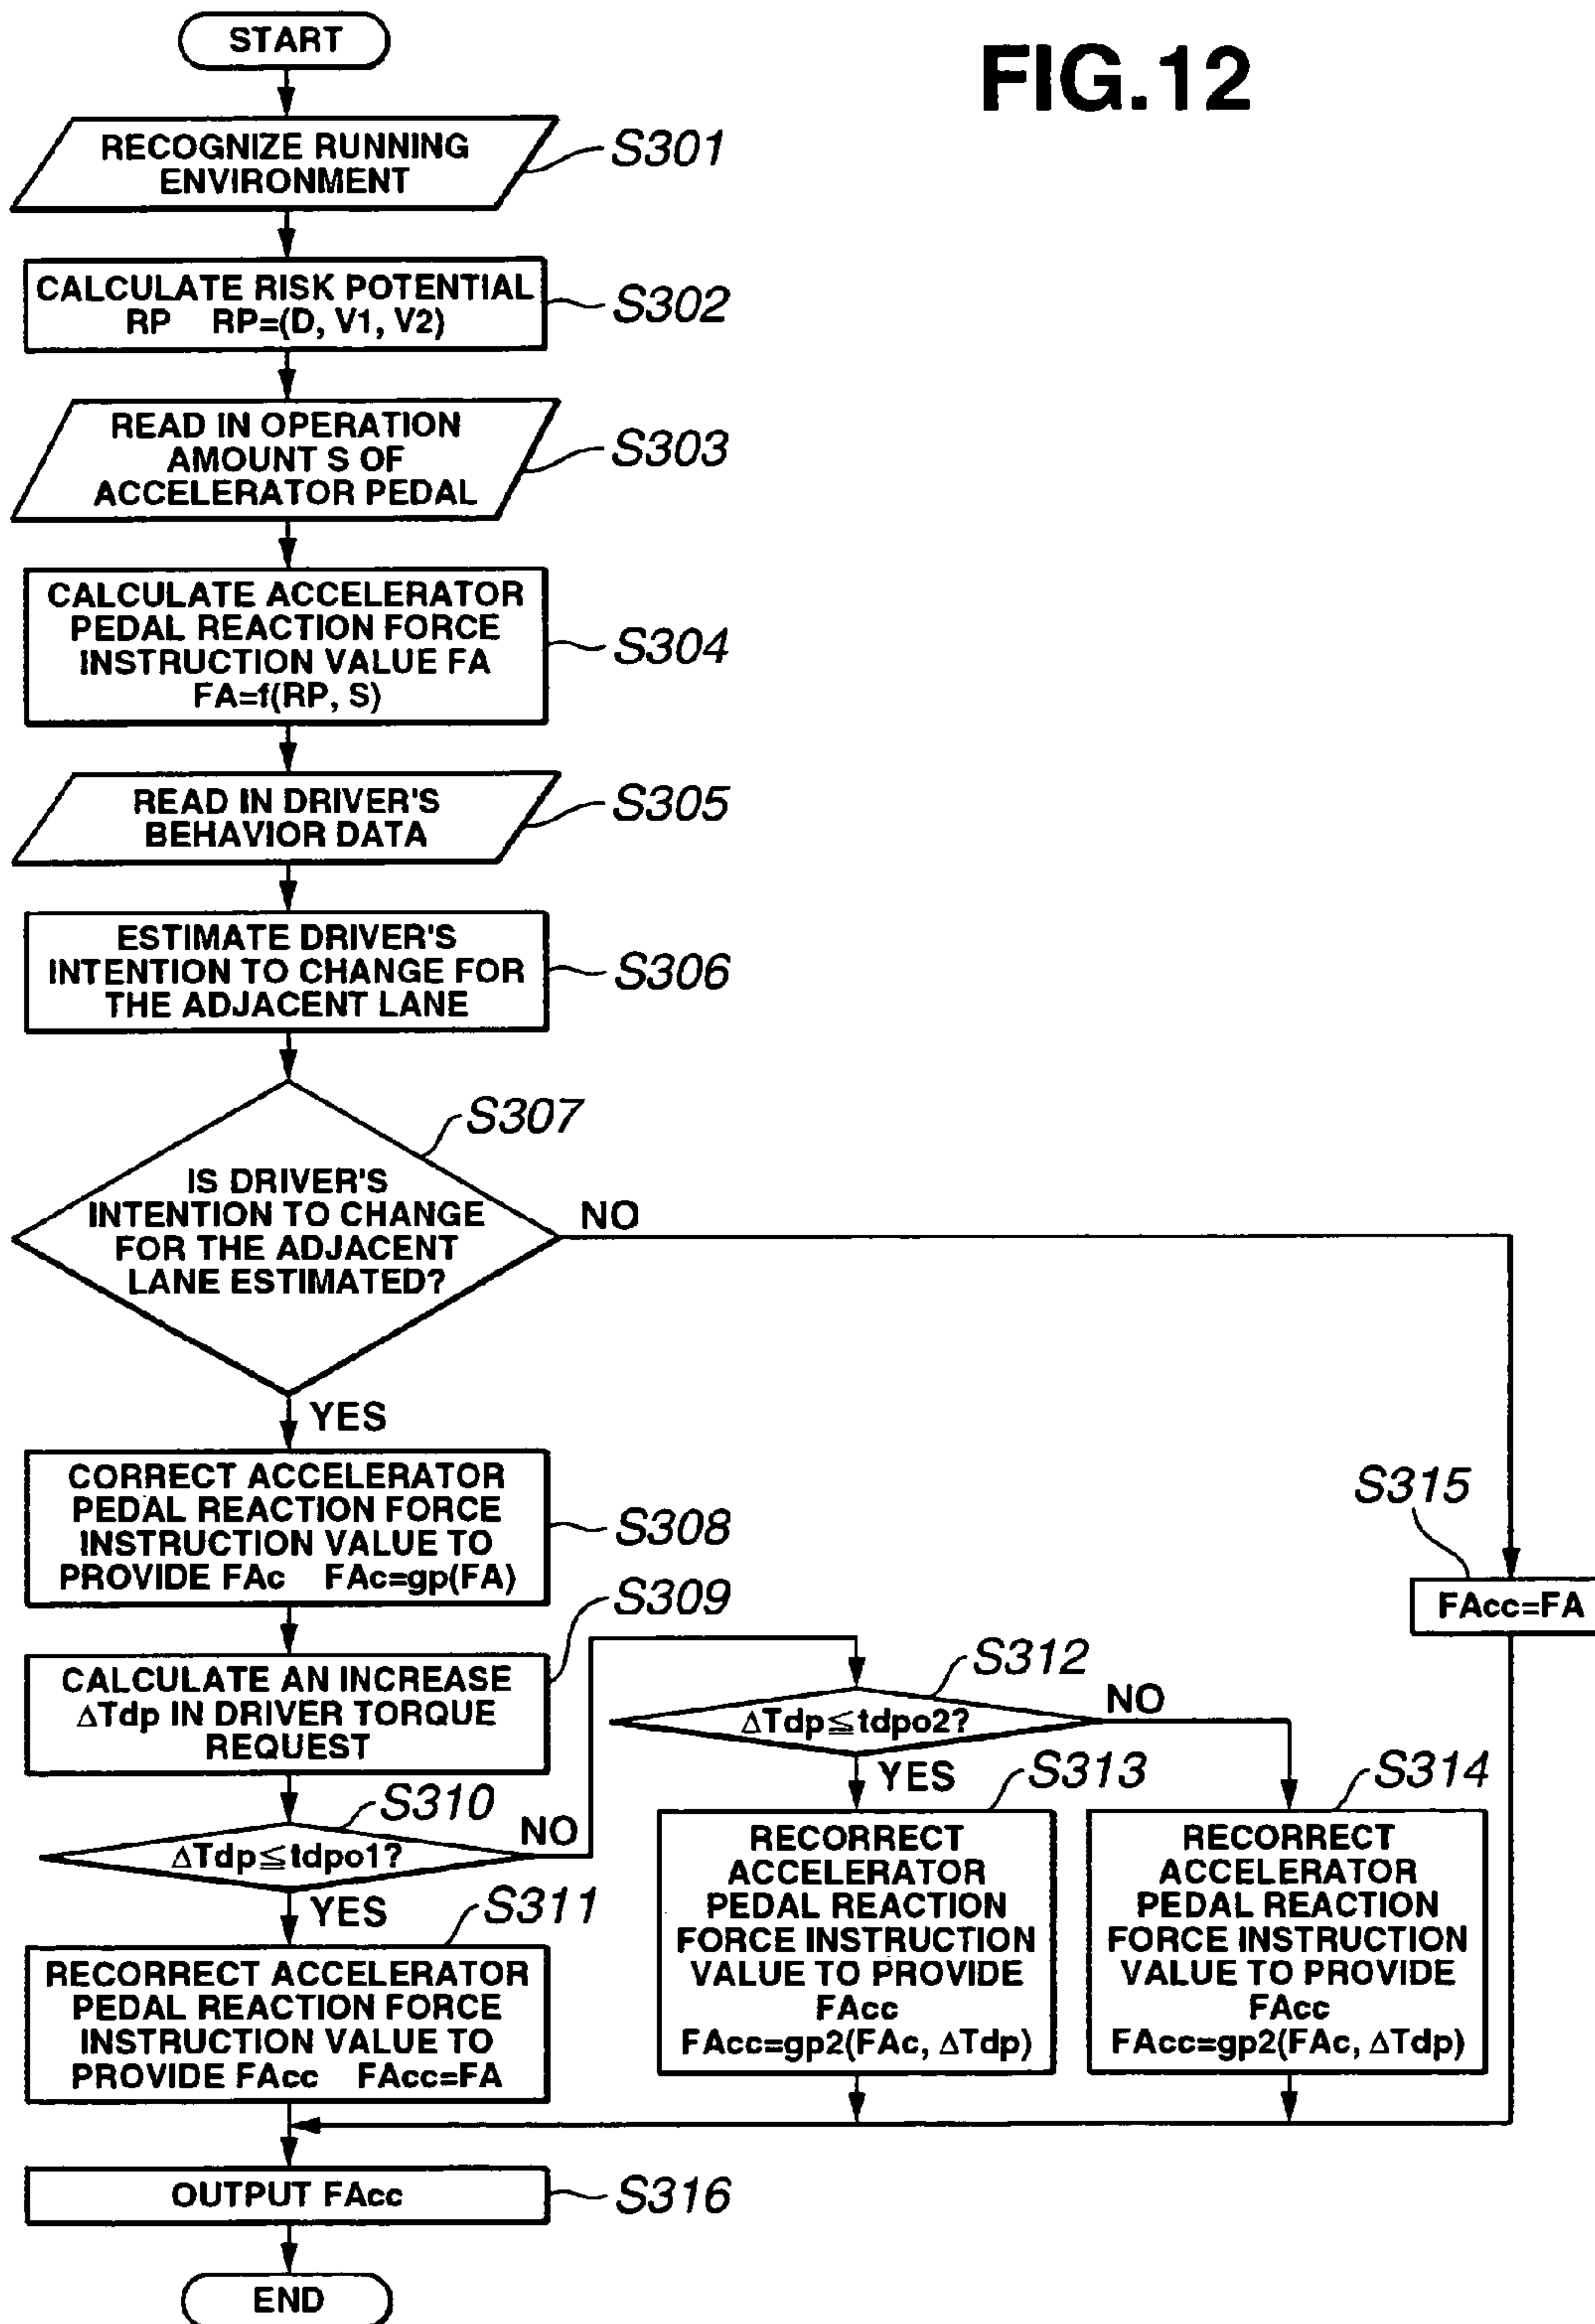 FIG.12
START
RECOGNIZE RUNNING
ENVIRONMENT
S301
CALCULATE RISK POTENTIAL
RP RP=(D, V1, V2)
S302
READ IN OPERATION
AMOUNT S OF
ACCELERATOR PEDAL
S303
CALCULATE ACCELERATOR
PEDAL REACTION FORCE
INSTRUCTION VALUE FA
FA=f(RP, S)
S304
READ IN DRIVER'S
BEHAVIOR DATA
S305
ESTIMATE DRIVER'S
INTENTION TO CHANGE FOR
THE ADJACENT LANE
S306
S307
IS DRIVER'S
INTENTION TO CHANGE
FOR THE ADJACENT
LANE ESTIMATED?
NO
YES
CORRECT ACCELERATOR
PEDAL REACTION FORCE
INSTRUCTION VALUE TO
PROVIDE FAc FAc=gp(FA)
S308
S315
FAcc=FA
S309
CALCULATE AN INCREASE
ΔTdp IN DRIVER TORQUE
REQUEST
S310
ΔTdp≦tdpo1?
NO
YES
S311
RECORRECT ACCELERATOR
PEDAL REACTION FORCE
INSTRUCTION VALUE TO
PROVIDE FAcc FAcc=FA
S312
ΔTdp≦tdpo2?
NO
YES
S313
RECORRECT
ACCELERATOR
PEDAL REACTION
FORCE INSTRUCTION
VALUE TO PROVIDE
FAcc
FAcc=gp2(FAc, ΔTdp)
S314
RECORRECT
ACCELERATOR
PEDAL REACTION
FORCE INSTRUCTION
VALUE TO PROVIDE
FAcc
FAcc=gp2(FAc, ΔTdp)
OUTPUT FAcc
S316
END